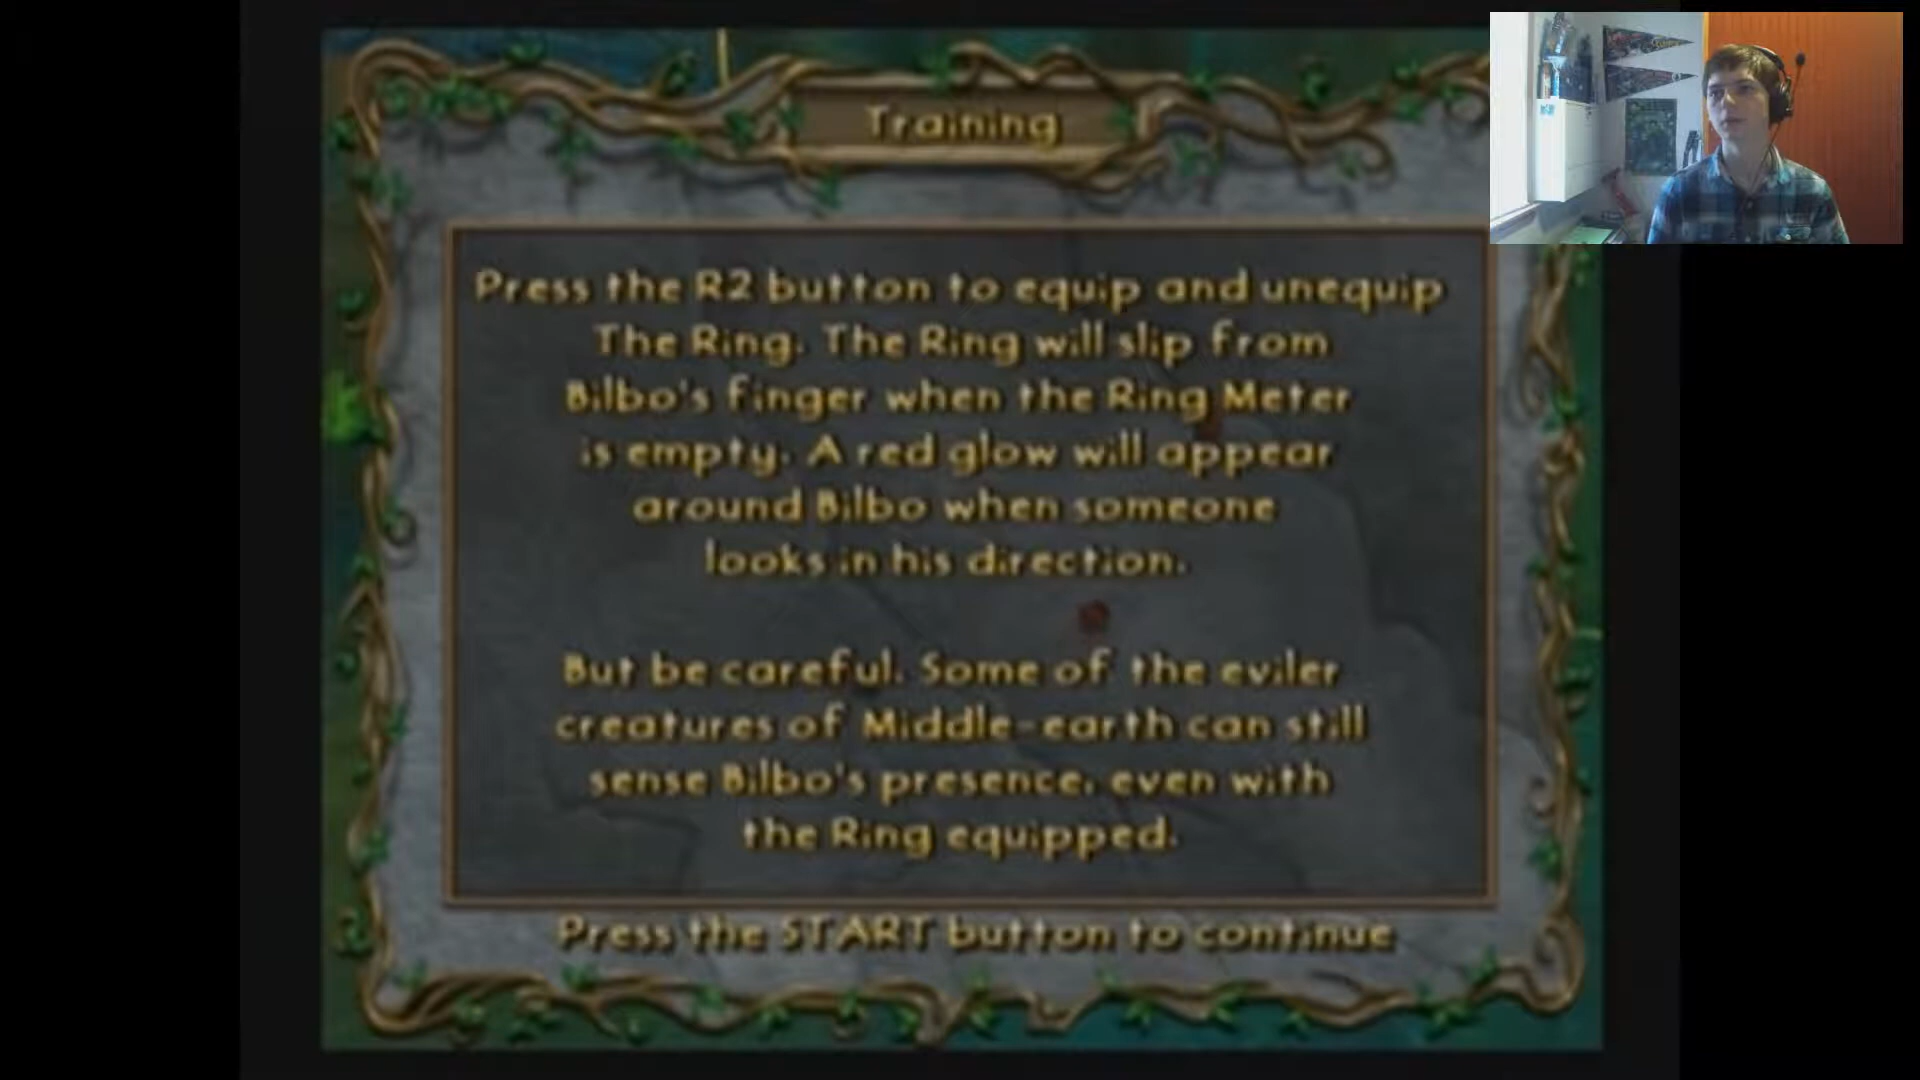 Training
Press the R2 button to equip and unequip
The Ring. The Ring will slip from
Bilbo's finger when the Ring Meter
is empty. A red glow will appear
around Bilbo when someone
looks in his direction.
But be careful. Some of the eviler
creatures of Middle-earth can still
sense Bilbo's presence, even with
the Ring equipped.
Press the START button to continue